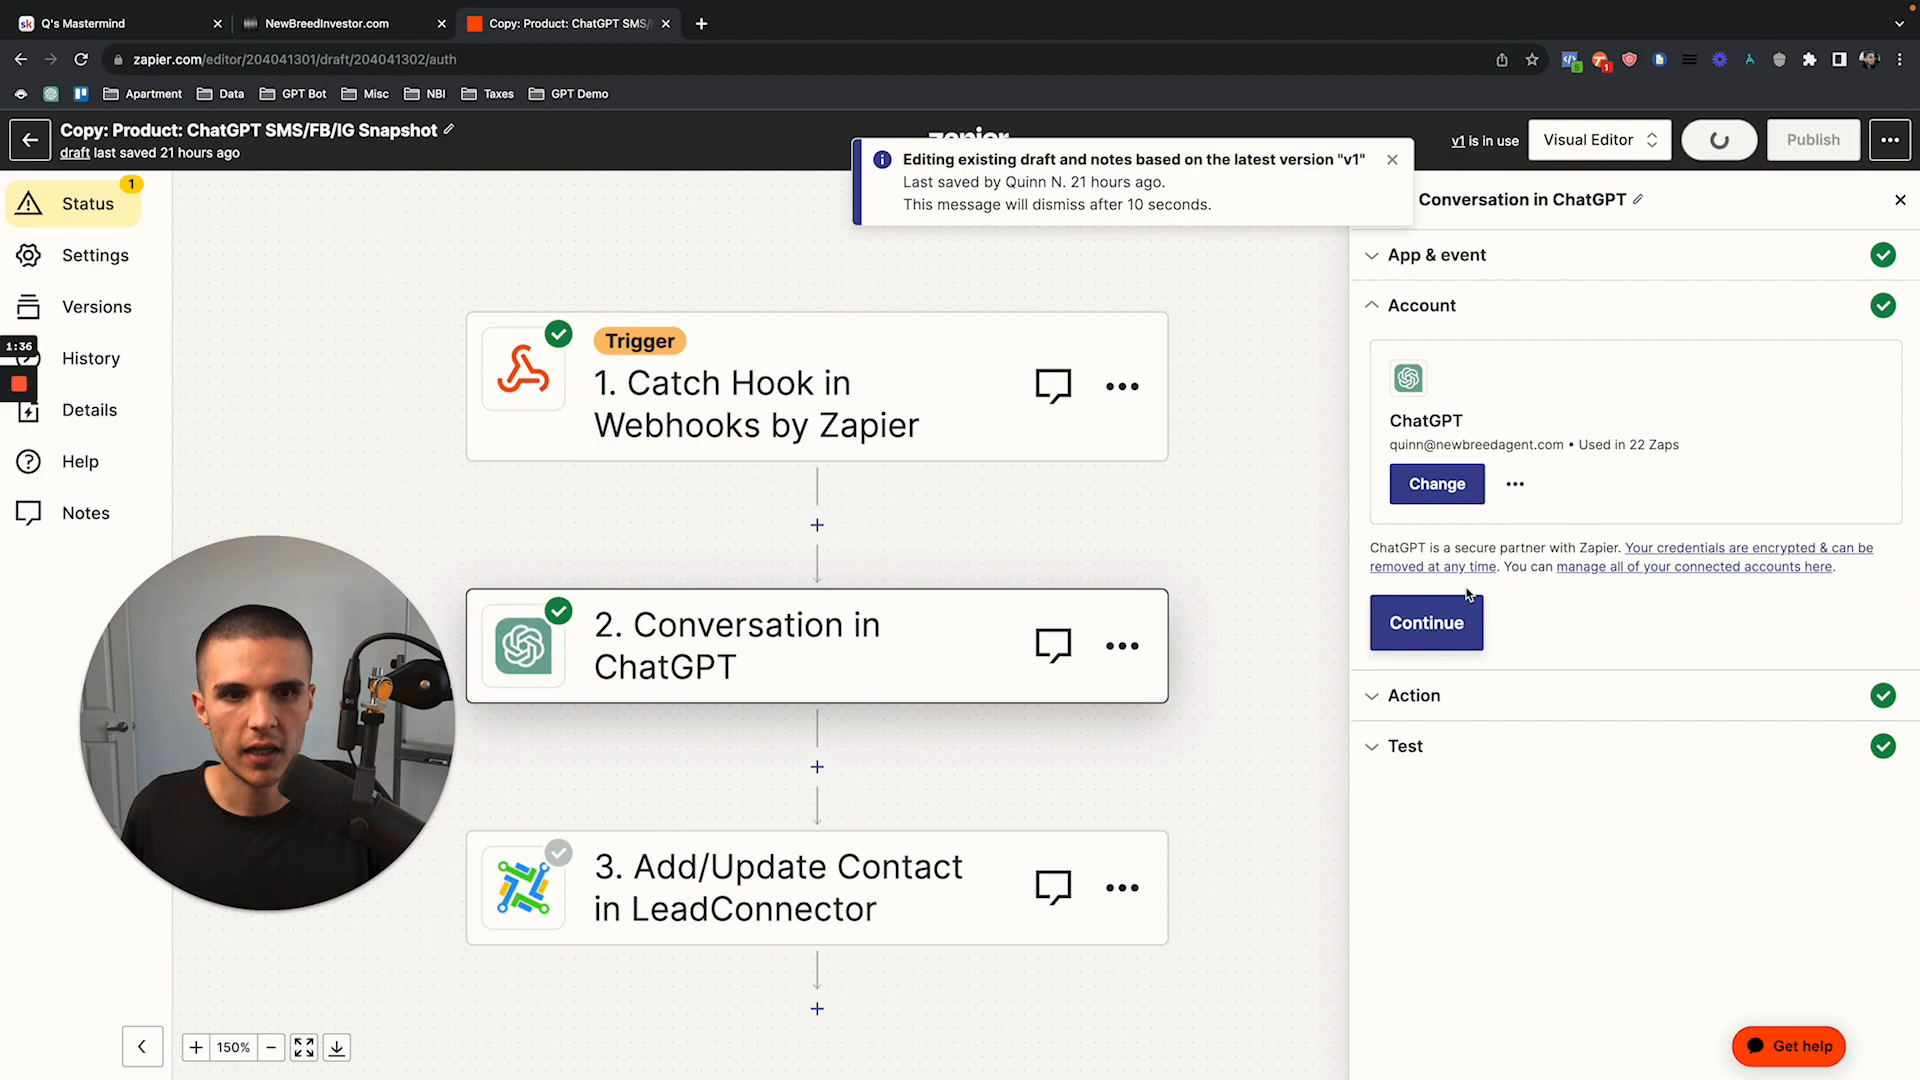 Q's Mastermind
NewBreedInvestor.com
Copy: Product: ChatGPT SMS/
zapier.com/editor/204041301/draft/204041302/auth
Apartment
Data
GPT Bot
Misc
NBI
Taxes
GPT Demo
Copy: Product: ChatGPT SMS/FB/IG Snapshot
draft last saved 21 hours ago
zapier
v1 is in use
Visual Editor
Publish
Editing existing draft and notes based on the latest version "v1"
Last saved by Quinn N. 21 hours ago.
This message will dismiss after 10 seconds.
1
Status
Settings
Versions
1:36
History
Details
Help
Notes
Trigger
1. Catch Hook in
Webhooks by Zapier
2. Conversation in
ChatGPT
3. Add/Update Contact
in LeadConnector
150%
Conversation in ChatGPT
App & event
Account
ChatGPT
quinn@newbreedagent.com • Used in 22 Zaps
Change
ChatGPT is a secure partner with Zapier. Your credentials are encrypted & can be
removed at any time. You can manage all of your connected accounts here.
Continue
Action
Test
Get help